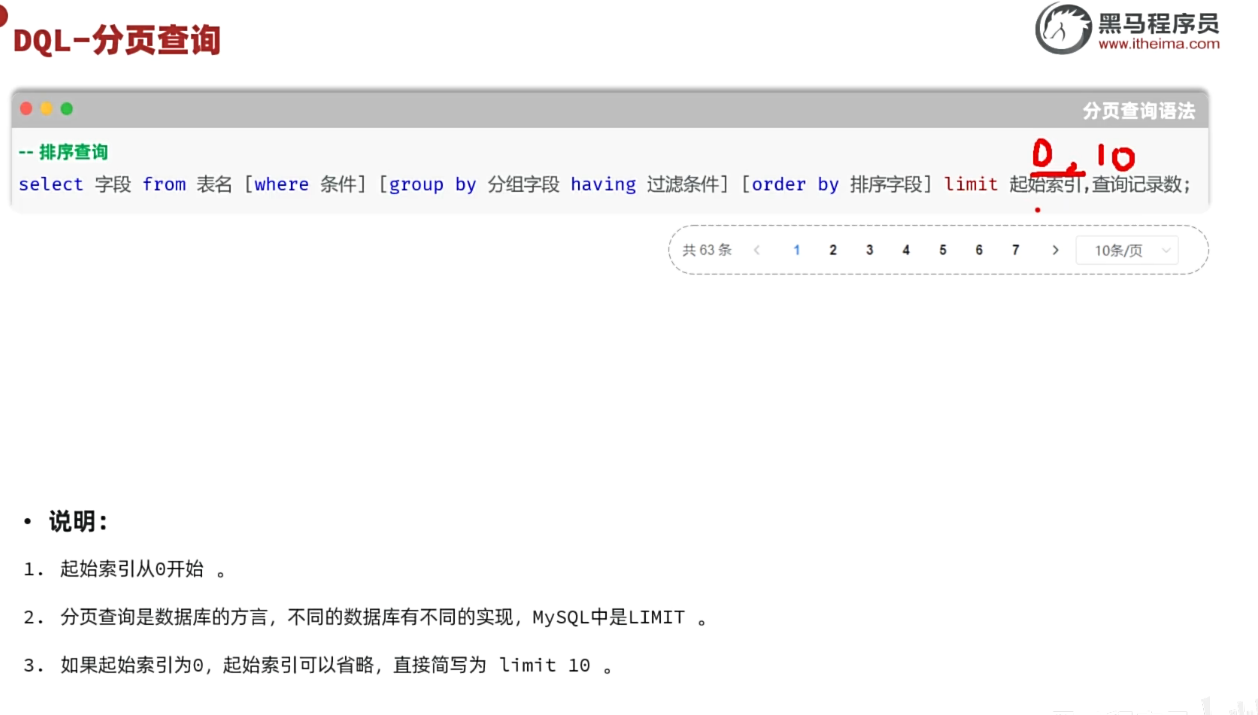 DQL-分页查询
黑马程序员
www.itheima.com
分页查询语法
-- 排序查询
0 , 10
select 字段 from 表名 [where 条件] [group by 分组字段 having 过滤条件] [order by 排序字段] limit 起始索引,查询记录数;
共 63 条 < 1 2 3 4 5 6 7 > 10条/页
• 说明:
1. 起始索引从0开始 。
2. 分页查询是数据库的方言，不同的数据库有不同的实现，MySQL中是LIMIT 。
3. 如果起始索引为0，起始索引可以省略，直接简写为 limit 10 。